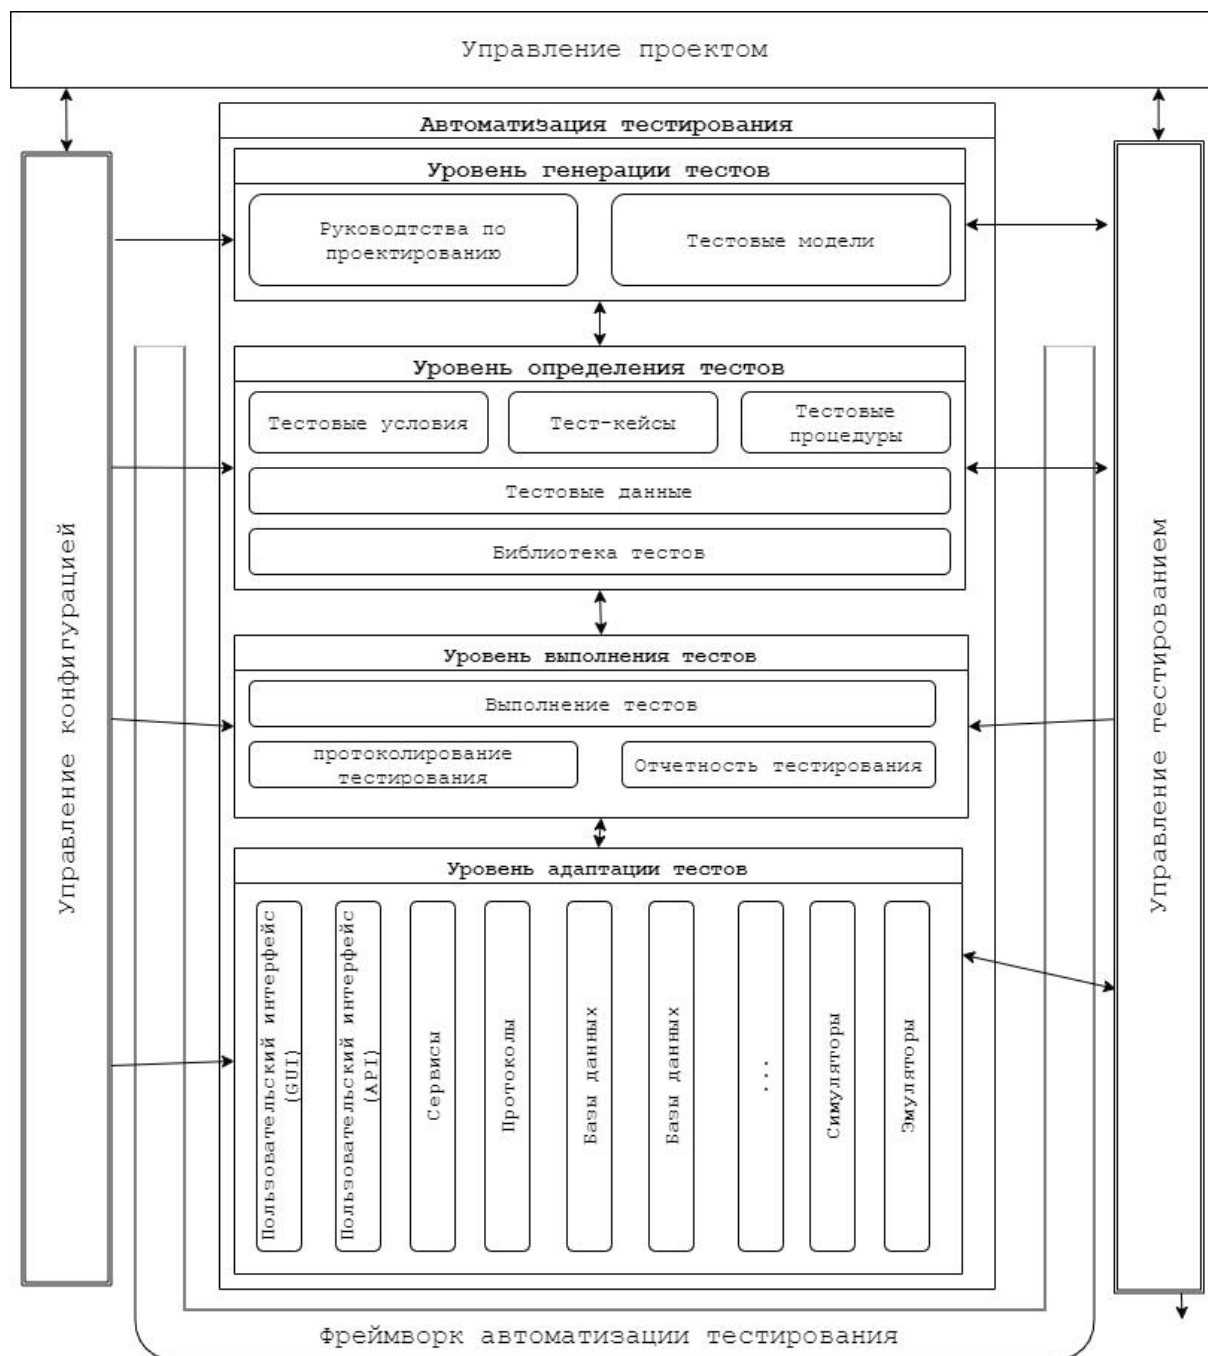 Управление проектом
Автоматизация тестирования
Уровень генерации тестов
Руководтства по
проектированию
Тестовые модели
Уровень определения тестов
Тестовые условия
Тест-кейсы
Тестовые
процедуры
Тестовые данные
Библиотека тестов
Уровень выполнения тестов
Выполнение тестов
протоколирование
тестирования
Отчетность тестирования
Уровень адаптации тестов
Пользовательский интерфейс
(GUI)
Пользовательский интерфейс
(API)
Сервисы
Протоколы
Базы данных
Базы данных
...
Симуляторы
Эмуляторы
Управление конфигурацией
Управление тестированием
Фреймворк автоматизации тестирования